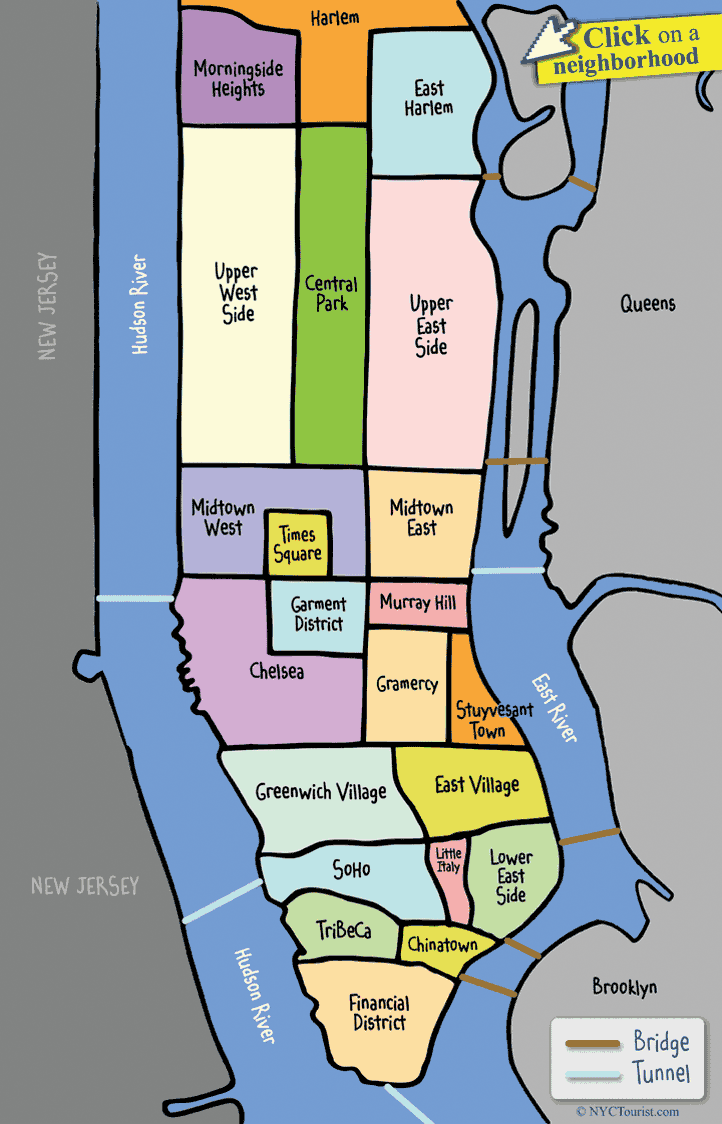 Harlem
Click on a
neighborhood
Morningside
Heights
East
Harlem
NEW JERSEY
Hudson River
Upper
West
Side
Central
Park
Upper
East
Side
Queens
Midtown
West
Times
Square
Midtown
East
Garment
District
Murray Hill
Chelsea
Gramercy
Stuyvesant
Town
East River
Greenwich Village
East Village
SoHo
Little
Italy
Lower
East
Side
NEW JERSEY
TriBeCa
Chinatown
Hudson River
Financial
District
Brooklyn
Bridge
Tunnel
© NYCTourist.com